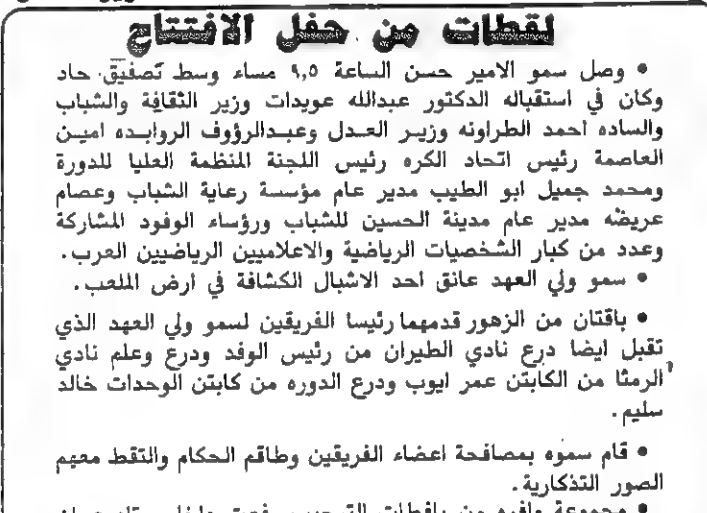 لقطات من حفل الافتتاح
• وصل سمو الامير حسن الساعة ٩,٥ مساء وسط تصفيق حاد
وكان في استقباله الدكتور عبدالله عويدات وزير الثقافة والشباب
والساده احمد الطراونه وزير العدل وعبدالرؤوف الروابده امين
العاصمة رئيس اتحاد الكره رئيس اللجنة المنظمة العليا للدورة
ومحمد جميل ابو الطيب مدير عام مؤسسة رعاية الشباب وعصام
عريضه مدير عام مدينة الحسين للشباب ورؤساء الوفود المشاركة
وعدد من كبار الشخصيات الرياضية والاعلاميين الرياضيين العرب.
• سمو ولي العهد عانق احد الاشبال الكشافة في ارض الملعب.
• باقتان من الزهور قدمهما رئيسا الفريقين لسمو ولي العهد الذي
تقبل ايضا درع نادي الطيران من رئيس الوفد ودرع وعلم نادي
الرمثا من الكابتن عمر ايوب ودرع الدوره من كابتن الوحدات خالد
سليم.
• قام سموه بمصافحة اعضاء الفريقين وطاقم الحكام والتقط معهم
الصور التذكارية.
• مجموعة وافره من يافطات الترحيب